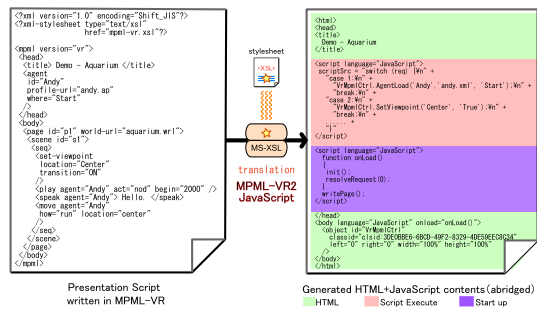 <?xml version="1.0" encoding="Shift_JIS"?>
<?xml-stylesheet type="text/xsl"
href="mpml-vr.xsl"?>
<mpml version="vr">
<head>
<title> Demo - Aquarium </title>
<agent
id="Andy"
profile-url="andy.ap"
where="Start"
/>
</head>
<body>
<page id="p1" world-url="aquarium.wrl">
<scene id="s1">
<seq>
<set-viewpoint
location="Center"
transition="ON"
/>
<play agent="Andy" act="nod" begin="2000" />
<speak agent="Andy"> Hello. </speak>
<move agent="Andy"
how="run" location="center"
/>
</seq>
</scene>
</page>
</body>
</mpml>
Presentation Script
written in MPML-VR
stylesheet
<XSL>
MS-XSL
translation
MPML-VR2
JavaScript
<html>
<head>
<title>
Demo - Aquarium
</title>
<script language="JavaScript">
scriptSrc = "switch (req) {¥n" +
"case 1:¥n" +
"VrMpmlCtrl.AgentLoad('Andy','andy.xml', 'Start');¥n" +
"break;¥n" +
"case 2:¥n" +
"VrMpmlCtrl.SetViewpoint('Center', 'True');¥n" +
"break;¥n" +
. . .
"}"
</script>
<script language="JavaScript">
function onLoad()
{
init();
resolveRequest(0);
}
writePage();
</script>
</head>
<body language="JavaScript" onload="onLoad()">
<object id="VrMpmlCtrl"
classid="clsid:3DE0BBE6-6BCD-49F2-8329-4DE59EEC8C34"
left="0" right="0" width="100%" height="100%"
/>
</body>
</html>
Generated HTML+JavaScript contents(abridged)
HTML
Script Execute
Start up